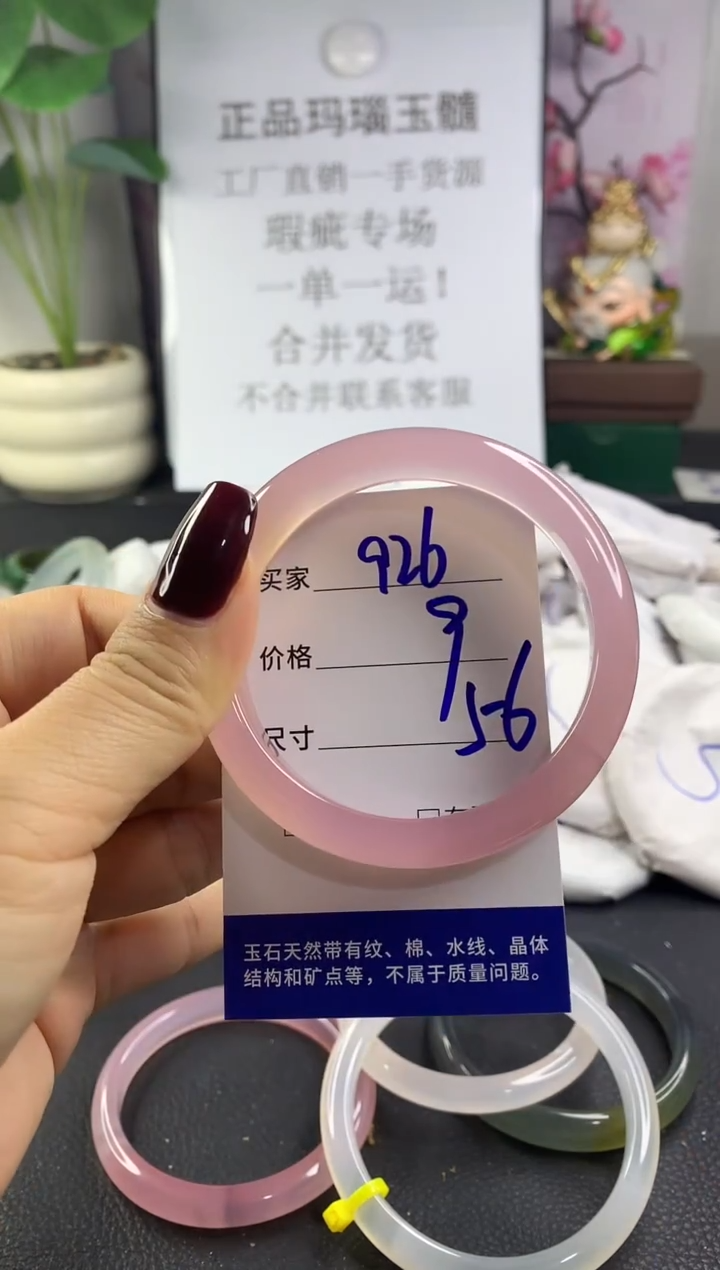 正品玛瑙玉髓
工厂直销一手货源
瑕疵专场
一单一运！
合并发货
不合并联系客服
买家 926
价格 9
尺寸 56
玉石天然带有纹、棉、水线、晶体
结构和矿点等，不属于质量问题。